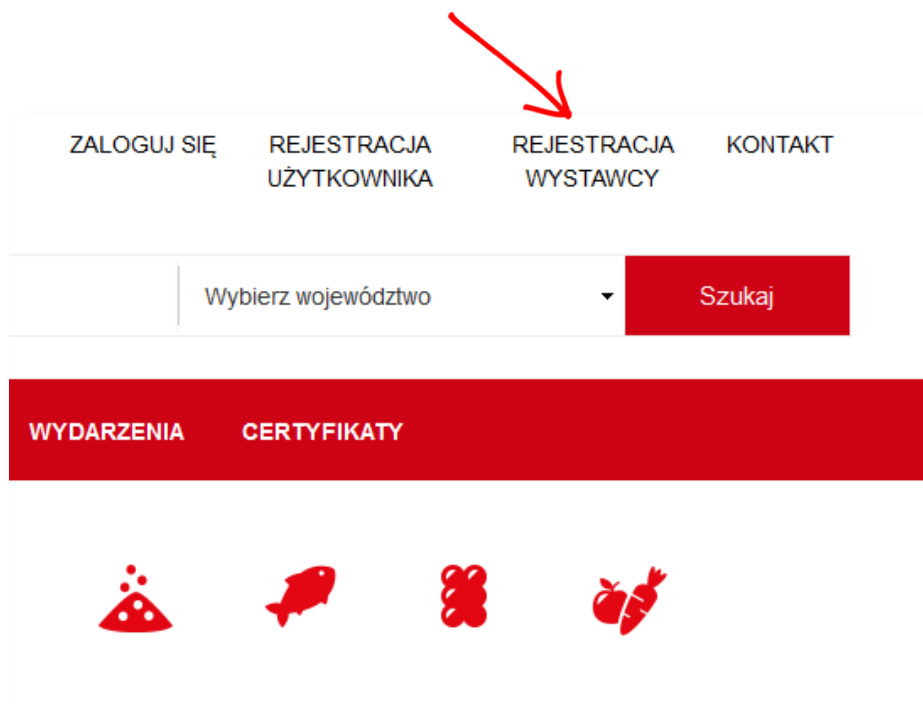 ZALOGUJ SIĘ
REJESTRACJA
UŻYTKOWNIKA
REJESTRACJA
WYSTAWCY
KONTAKT
Wybierz województwo
Szukaj
WYDARZENIA
CERTYFIKATY